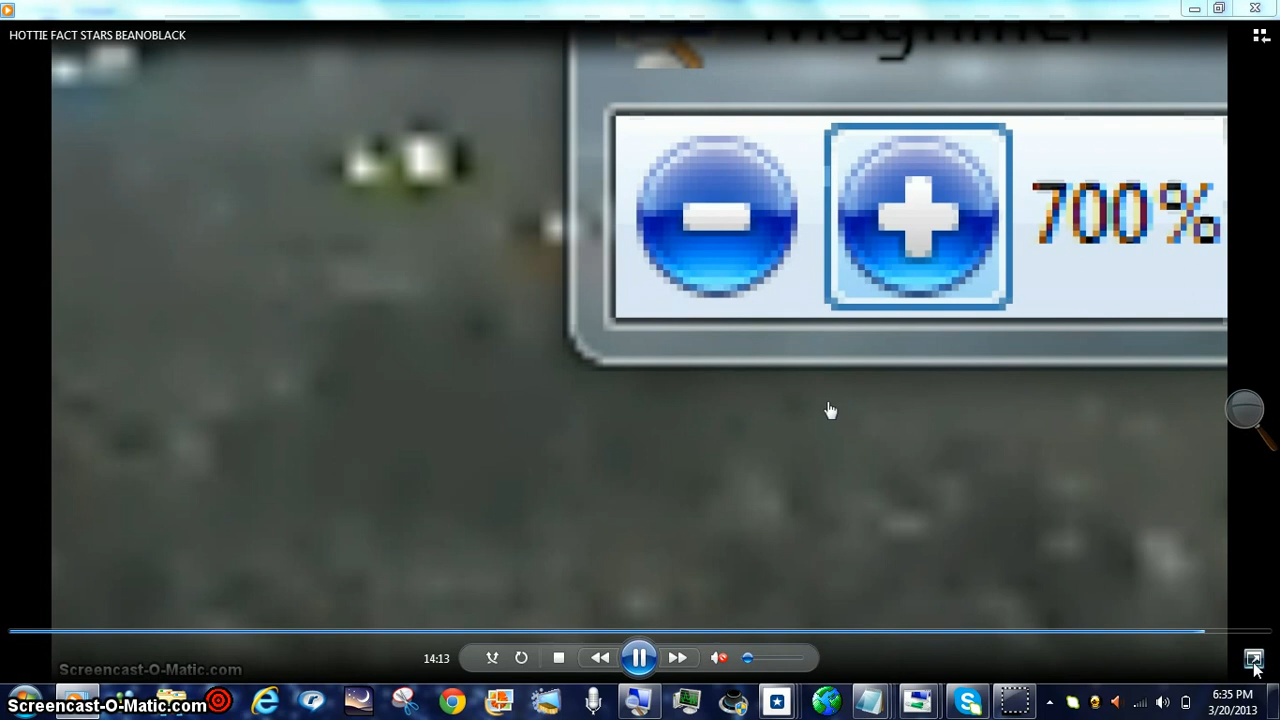 HOTTIE FACT STARS BEANOBLACK
Magnifier
700%
14:13
Screencast-O-Matic.com
Screencast-O-Matic.com
6:35 PM
3/20/2013